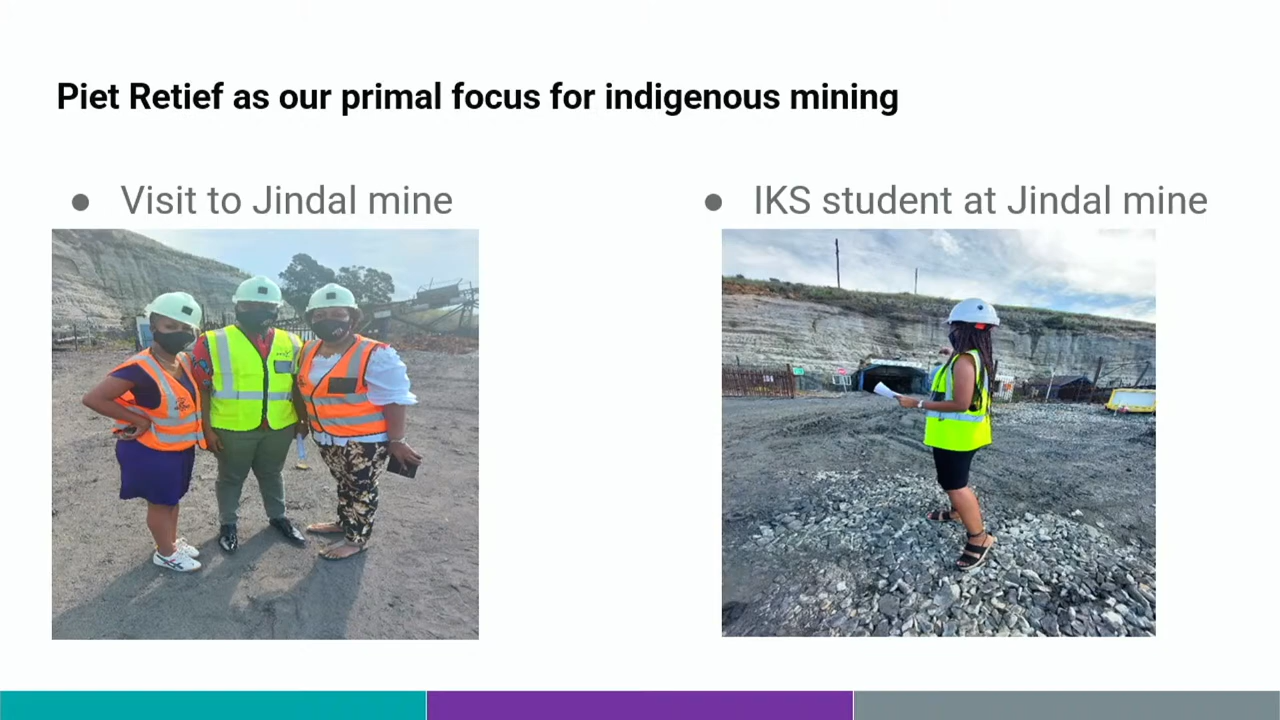 Piet Retief as our primal focus for indigenous mining
● Visit to Jindal mine
● IKS student at Jindal mine